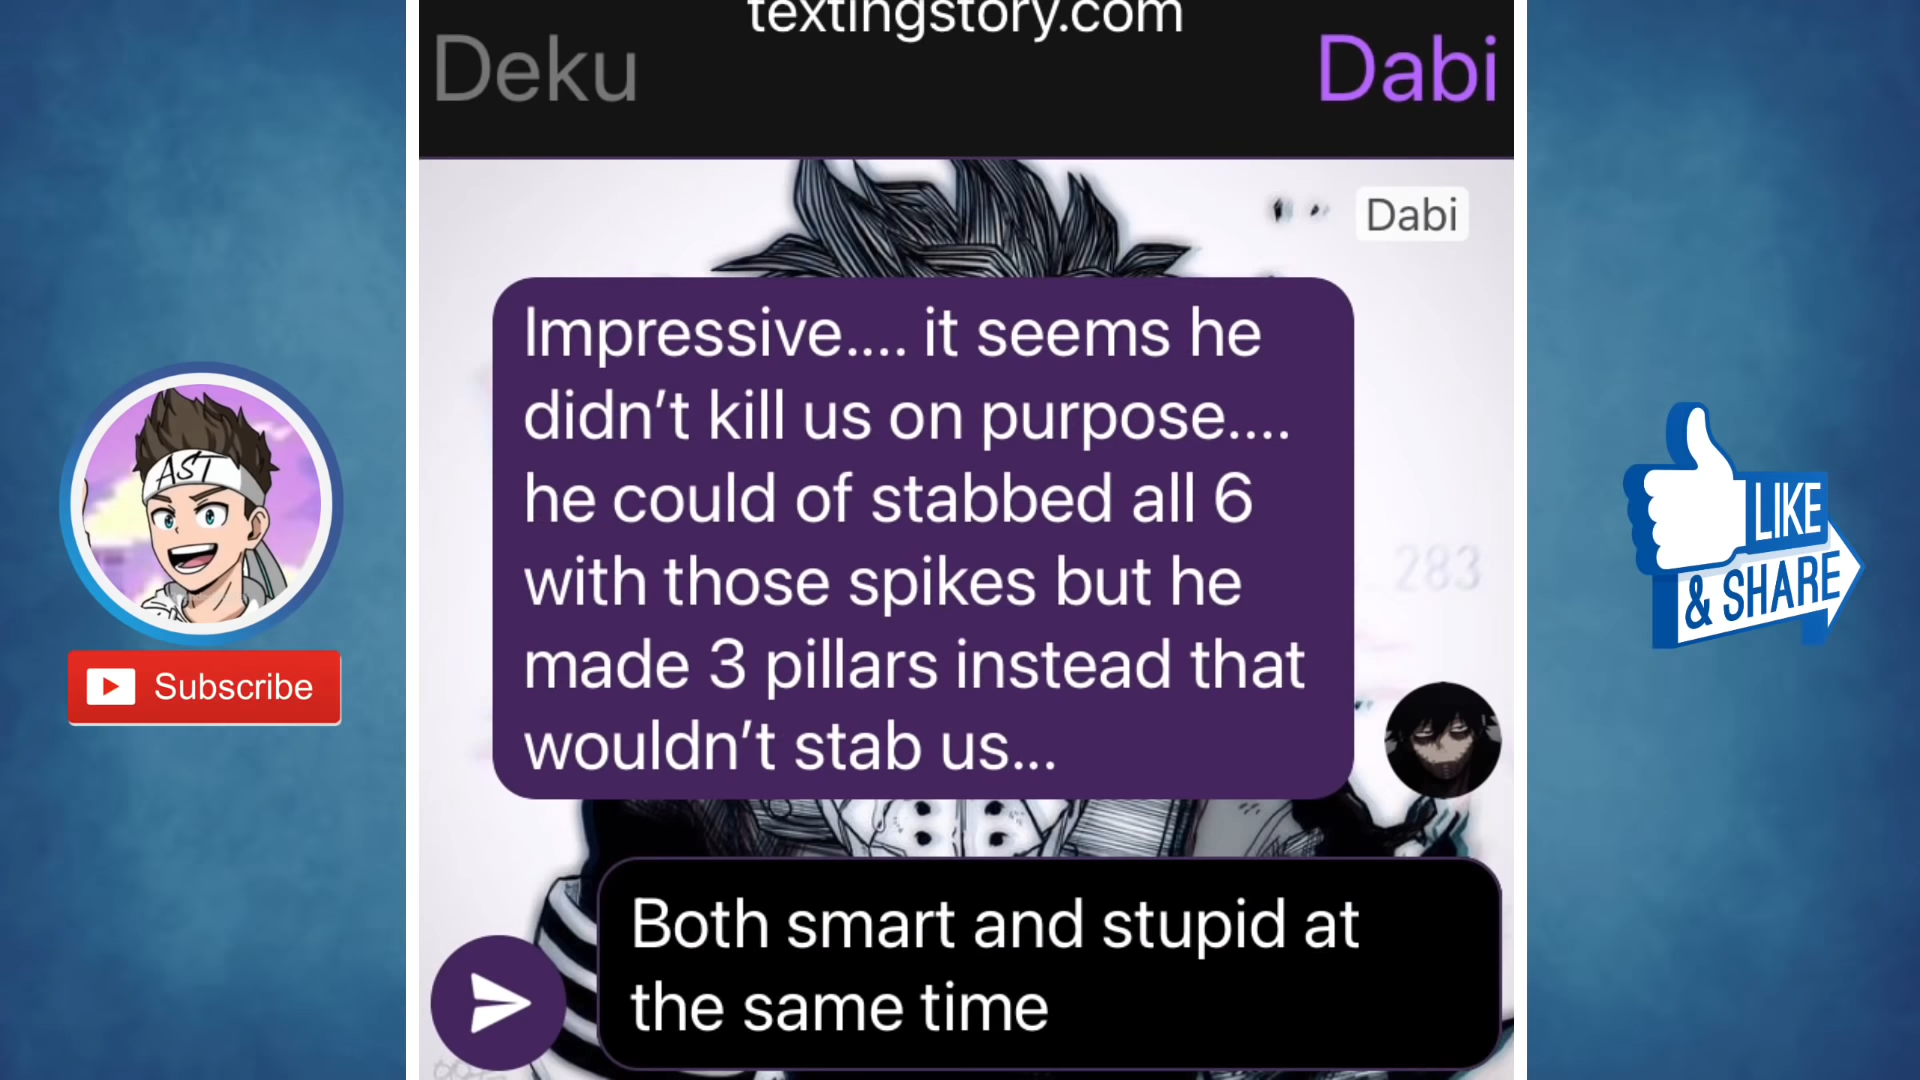 textingstory.com
Deku
Dabi
Dabi
Impressive.... it seems he
didn't kill us on purpose....
he could of stabbed all 6
with those spikes but he
made 3 pillars instead that
wouldn't stab us...
283
Both smart and stupid at
the same time
AST
Subscribe
LIKE
& SHARE